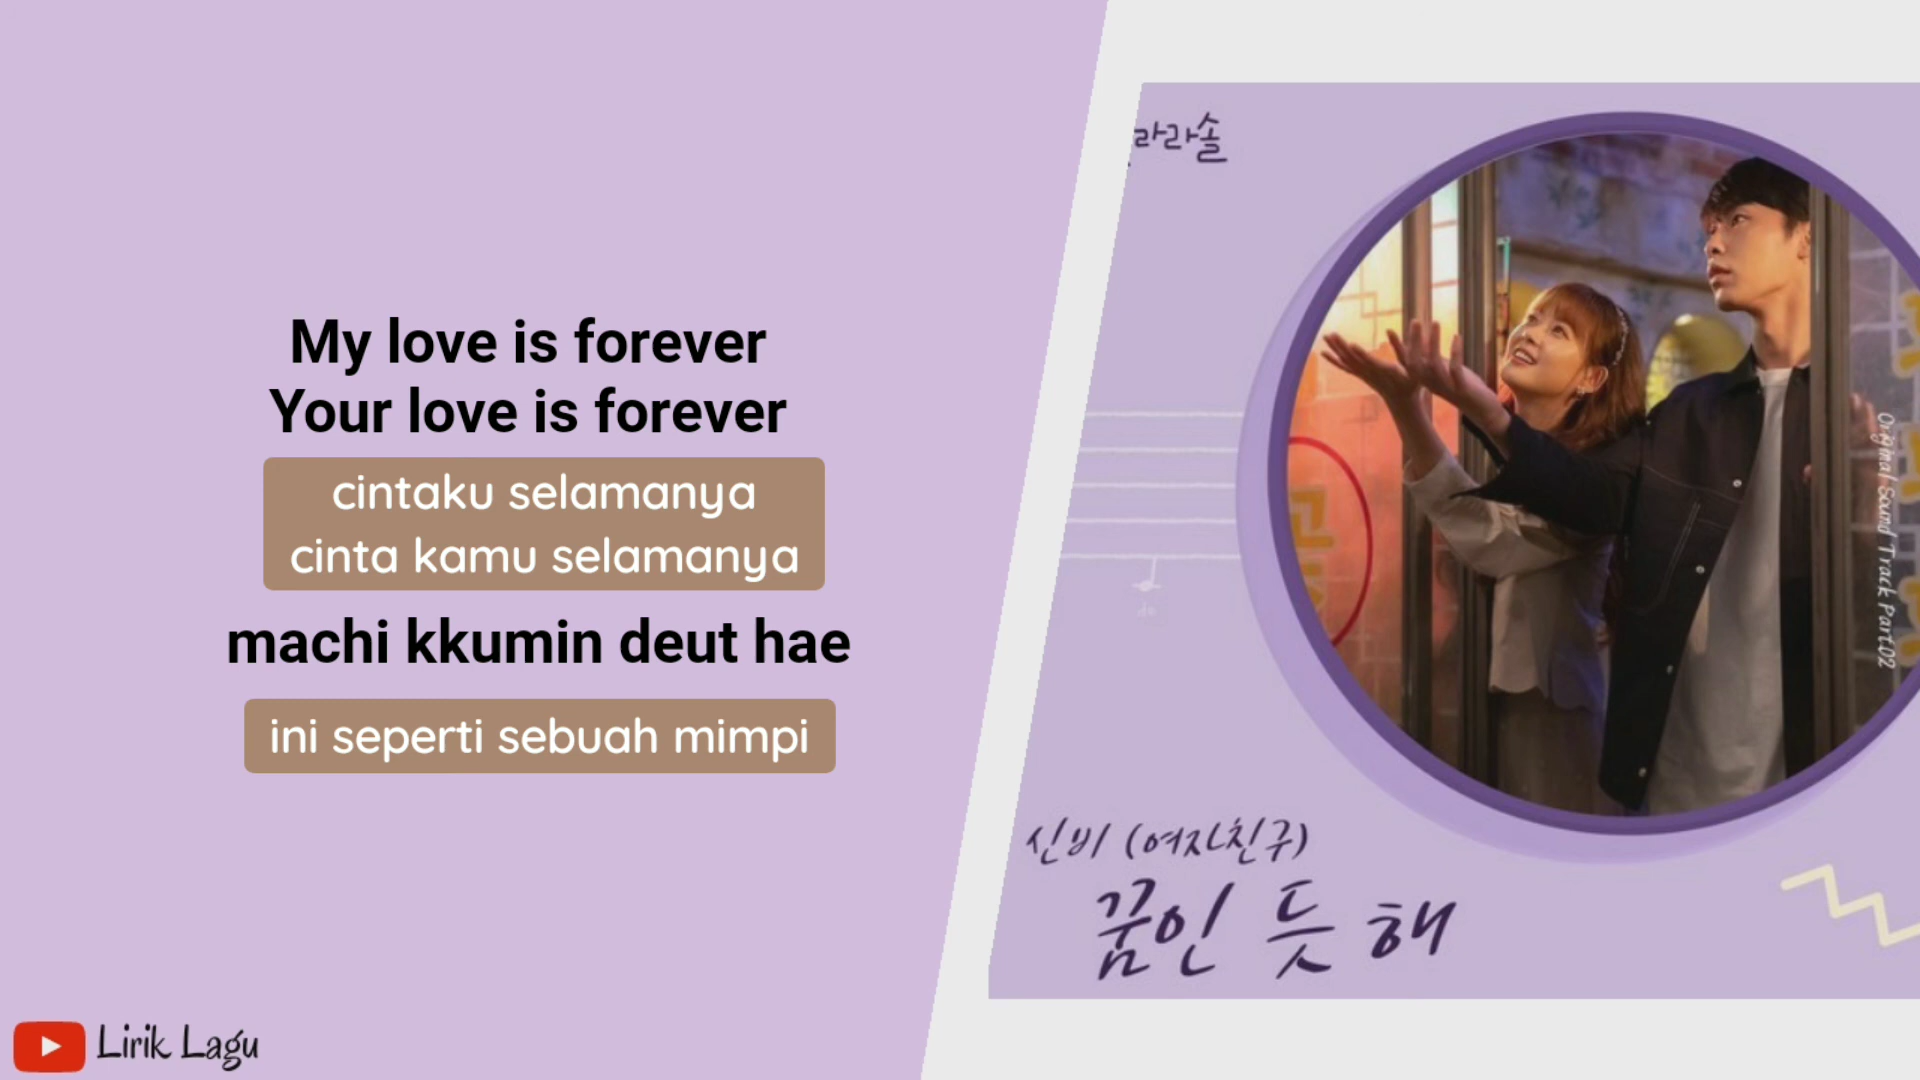 My love is forever
Your love is forever
cintaku selamanya
cinta kamu selamanya
machi kkumin deut hae
ini seperti sebuah mimpi
Lirik Lagu
라라솔
Original Sound Track Part.02
신비 (여자친구)
꿈인 듯 해